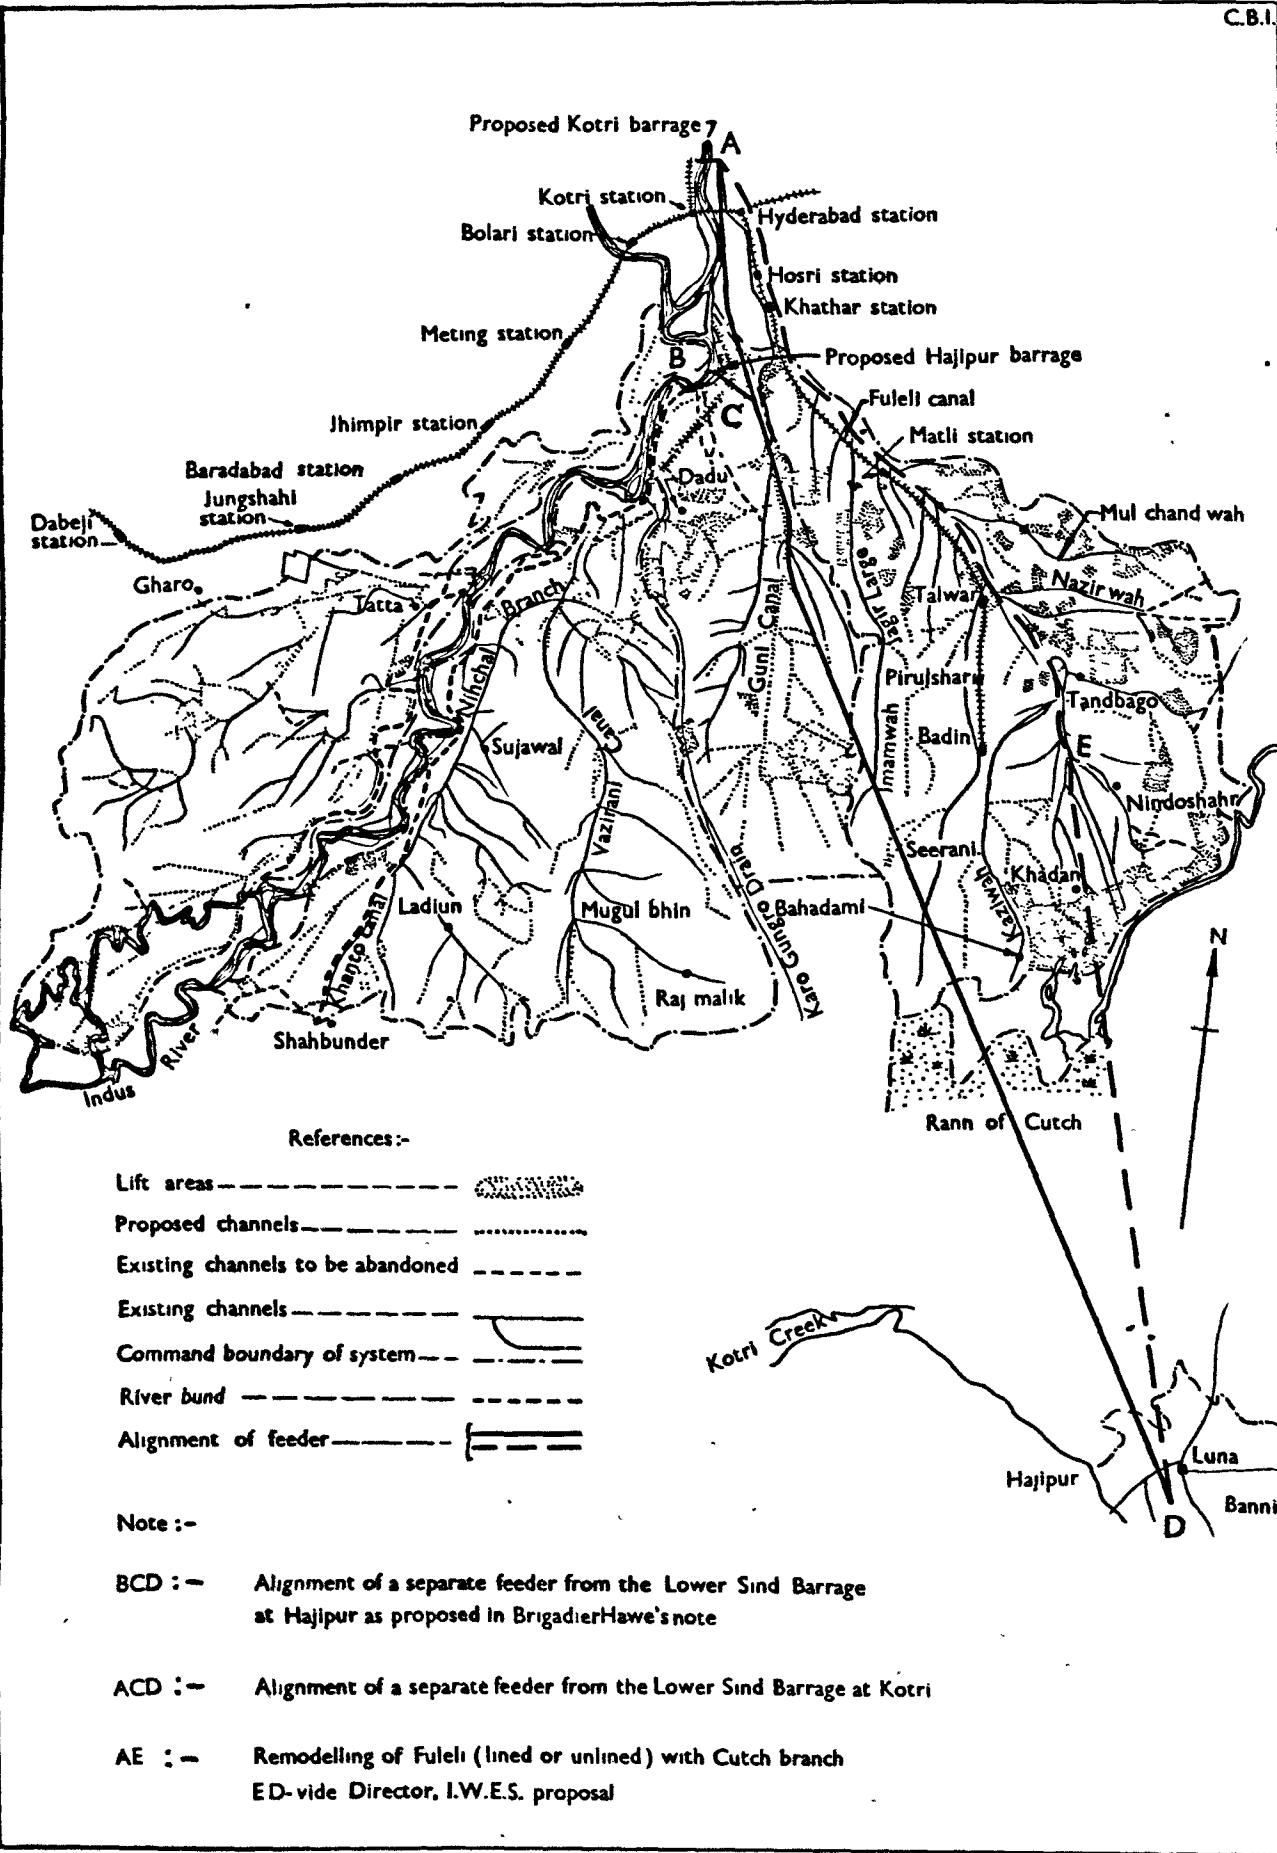 C.B.I.
Proposed Kotri barrage
A
Kotri station
Hyderabad station
Bolari station
Hosri station
Khathar station
Meting station
B
Proposed Hajipur barrage
Fuleli canal
C
Jhimpir station
Matli station
Baradabad station
Dadu
Jungshahi
station
Dabeji
station
Mul chand wah
Gharo
Tatta
Branch
Nihchal
Canal
Guni Canal
Jagir Large
Talwar
Nazir wah
Pirulshar
Tandbago
Sujawal
Imamwah
Badin
E
Nindoshahr
Vazirani
Seerani
Karo Gungro Drain
Khadan
Kaziwah
Ladiun
Mugul bhin
Bahadami
Khanto Canal
N
Raj malik
Shahbunder
River
Indus
Rann of Cutch
References:-
Lift areas
Proposed channels
Existing channels to be abandoned
Existing channels
Command boundary of system
River bund
Alignment of feeder
Kotri Creek
Hajipur
Luna
Banni
D
Note :-
BCD :- Alignment of a separate feeder from the Lower Sind Barrage
at Hajipur as proposed in BrigadierHawe's note
ACD :- Alignment of a separate feeder from the Lower Sind Barrage at Kotri
AE :- Remodelling of Fuleli (lined or unlined) with Cutch branch
ED-vide Director, I.W.E.S. proposal